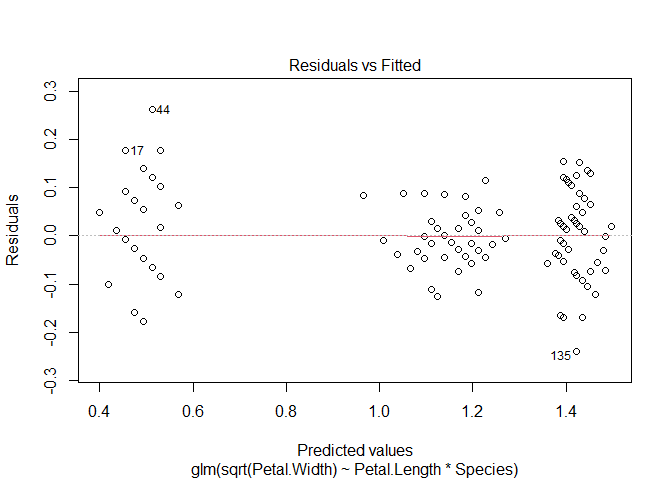 Residuals vs Fitted
0.3
0.2
0.1
0.0
-0.1
-0.2
-0.3
Residuals
44
17
135
0.4 0.6 0.8 1.0 1.2 1.4
Predicted values
glm(sqrt(Petal.Width) ~ Petal.Length * Species)